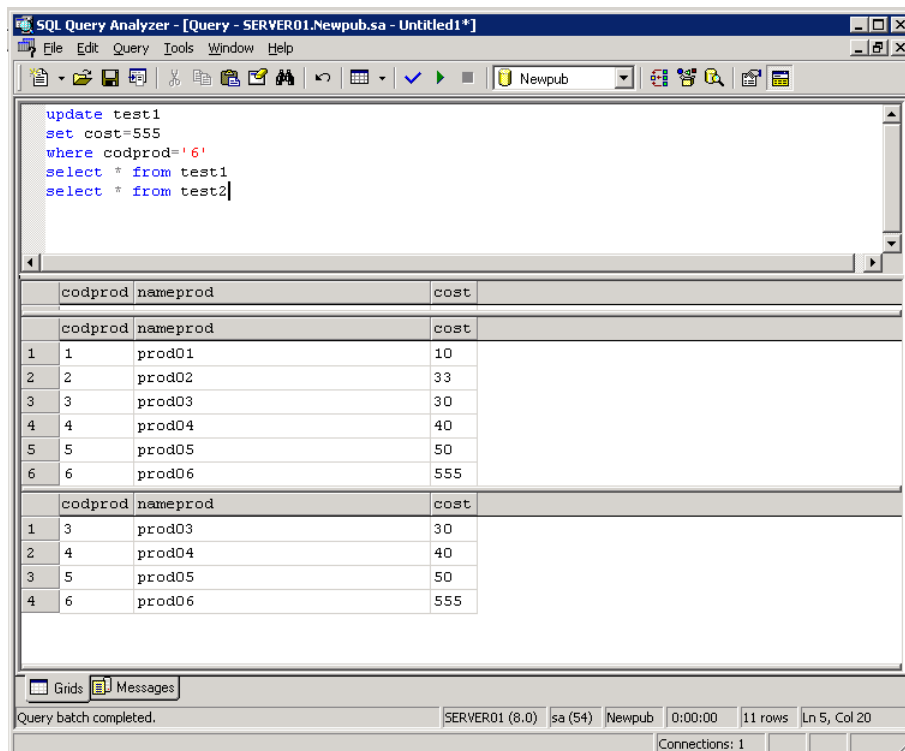 SQL Query Analyzer - [Query - SERVER01.Newpub.sa - Untitled1*]
File Edit Query Tools Window Help
Newpub
update test1
set cost=555
where codprod='6'
select * from test1
select * from test2
codprod nameprod cost
codprod nameprod cost
1 1 prod01 10
2 2 prod02 33
3 3 prod03 30
4 4 prod04 40
5 5 prod05 50
6 6 prod06 555
codprod nameprod cost
1 3 prod03 30
2 4 prod04 40
3 5 prod05 50
4 6 prod06 555
Grids Messages
Query batch completed. SERVER01 (8.0) sa (54) Newpub 0:00:00 11 rows Ln 5, Col 20
Connections: 1